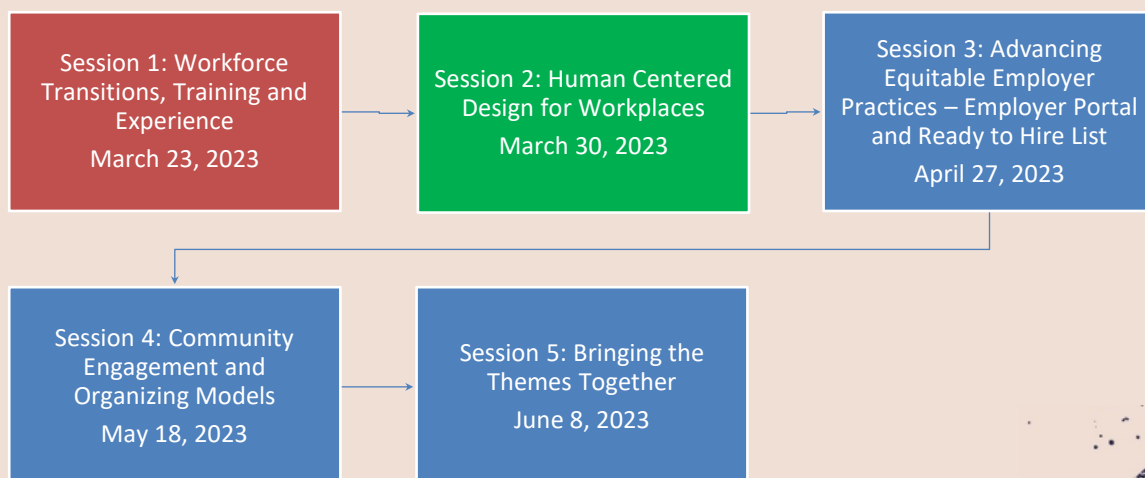 Session 1: Workforce
Transitions, Training and
Experience
March 23, 2023
Session 2: Human Centered
Design for Workplaces
March 30, 2023
Session 3: Advancing
Equitable Employer
Practices – Employer Portal
and Ready to Hire List
April 27, 2023
Session 4: Community
Engagement and
Organizing Models
May 18, 2023
Session 5: Bringing the
Themes Together
June 8, 2023